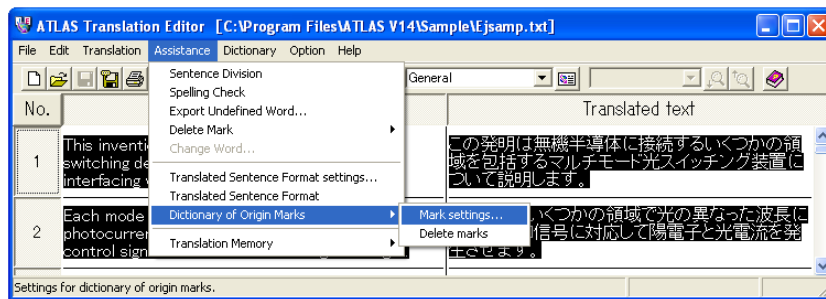 ATLAS Translation Editor [C:\Program Files\ATLAS V14\Sample\Ejsamp.txt]
File Edit Translation Assistance Dictionary Option Help
General
Sentence Division
Spelling Check
Export Undefined Word...
Delete Mark
Change Word...
Translated Sentence Format settings...
Translated Sentence Format
Dictionary of Origin Marks
Translation Memory
Mark settings...
Delete marks
No. Translated text
1
This inventi
switching de
interfacing
この発明は無機半導体に接続するいくつかの領
域を包括するマルチモード光スイッチング装置に
ついて説明します。
2
Each mode
photocurrer
control sign
いくつかの領域で光の異なった波長に
信号に対応して陽電子と光電流を発
生させます。
Settings for dictionary of origin marks.